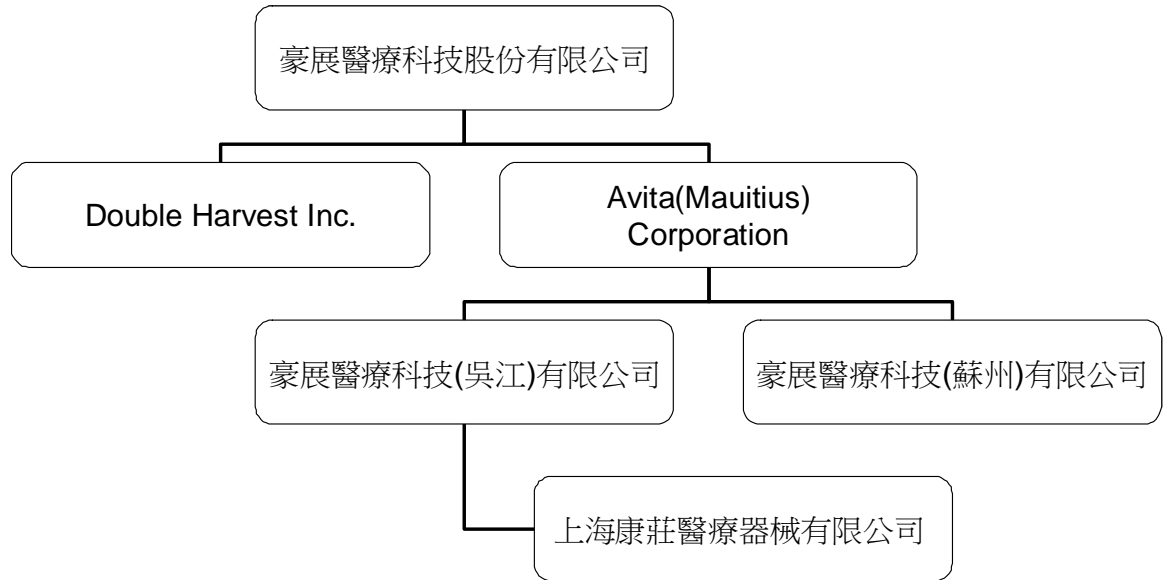 豪展醫療科技股份有限公司
Double Harvest Inc.
Avita(Mauitius)
Corporation
豪展醫療科技(吳江)有限公司
豪展醫療科技(蘇州)有限公司
上海康莊醫療器械有限公司